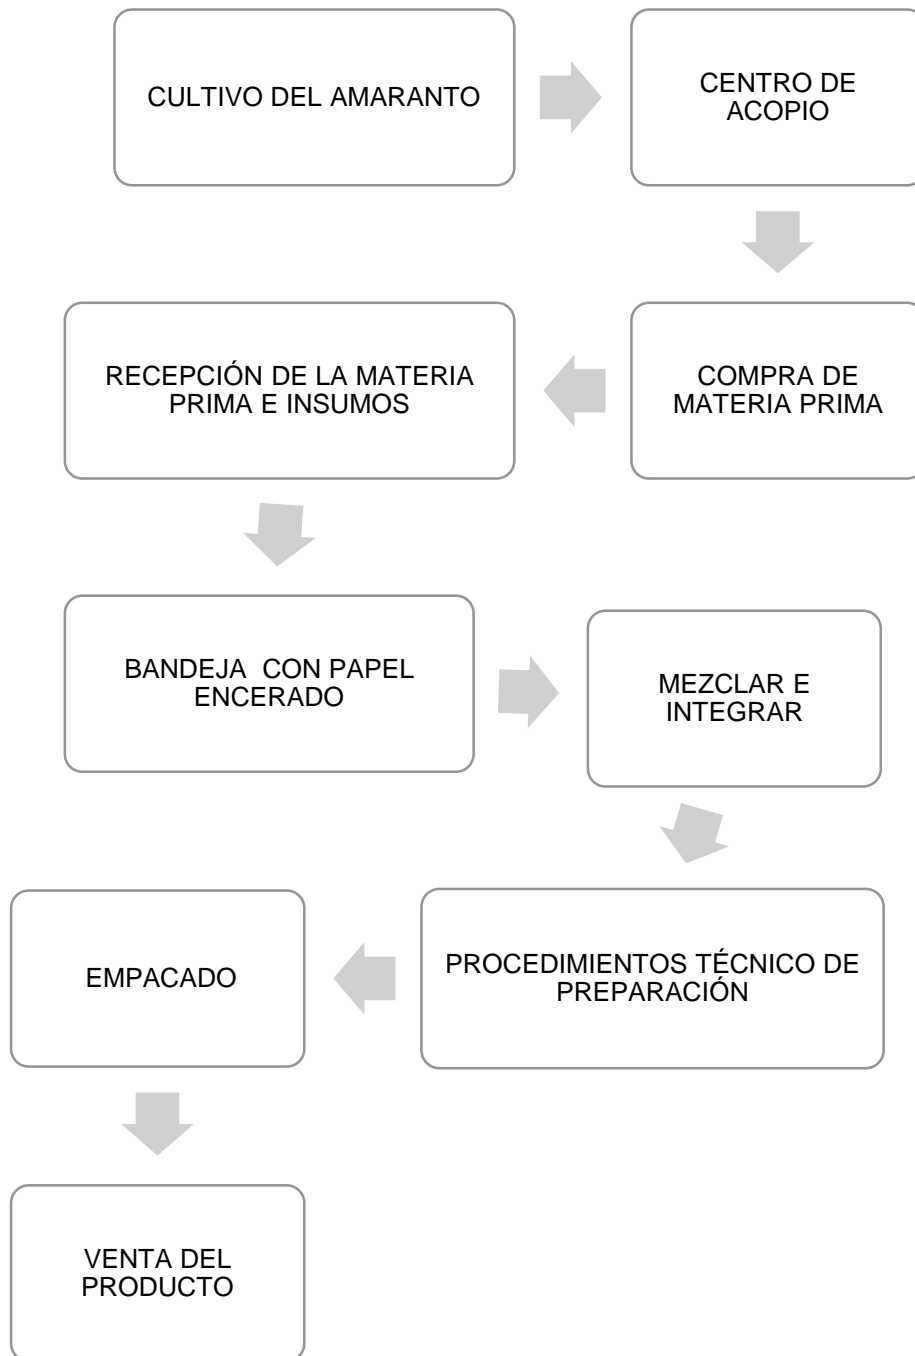 CULTIVO DEL AMARANTO
CENTRO DE
ACOPIO
COMPRA DE
MATERIA PRIMA
RECEPCIÓN DE LA MATERIA
PRIMA E INSUMOS
BANDEJA  CON PAPEL
ENCERADO
MEZCLAR E
INTEGRAR
PROCEDIMIENTOS TÉCNICO DE
PREPARACIÓN
EMPACADO
VENTA DEL
PRODUCTO